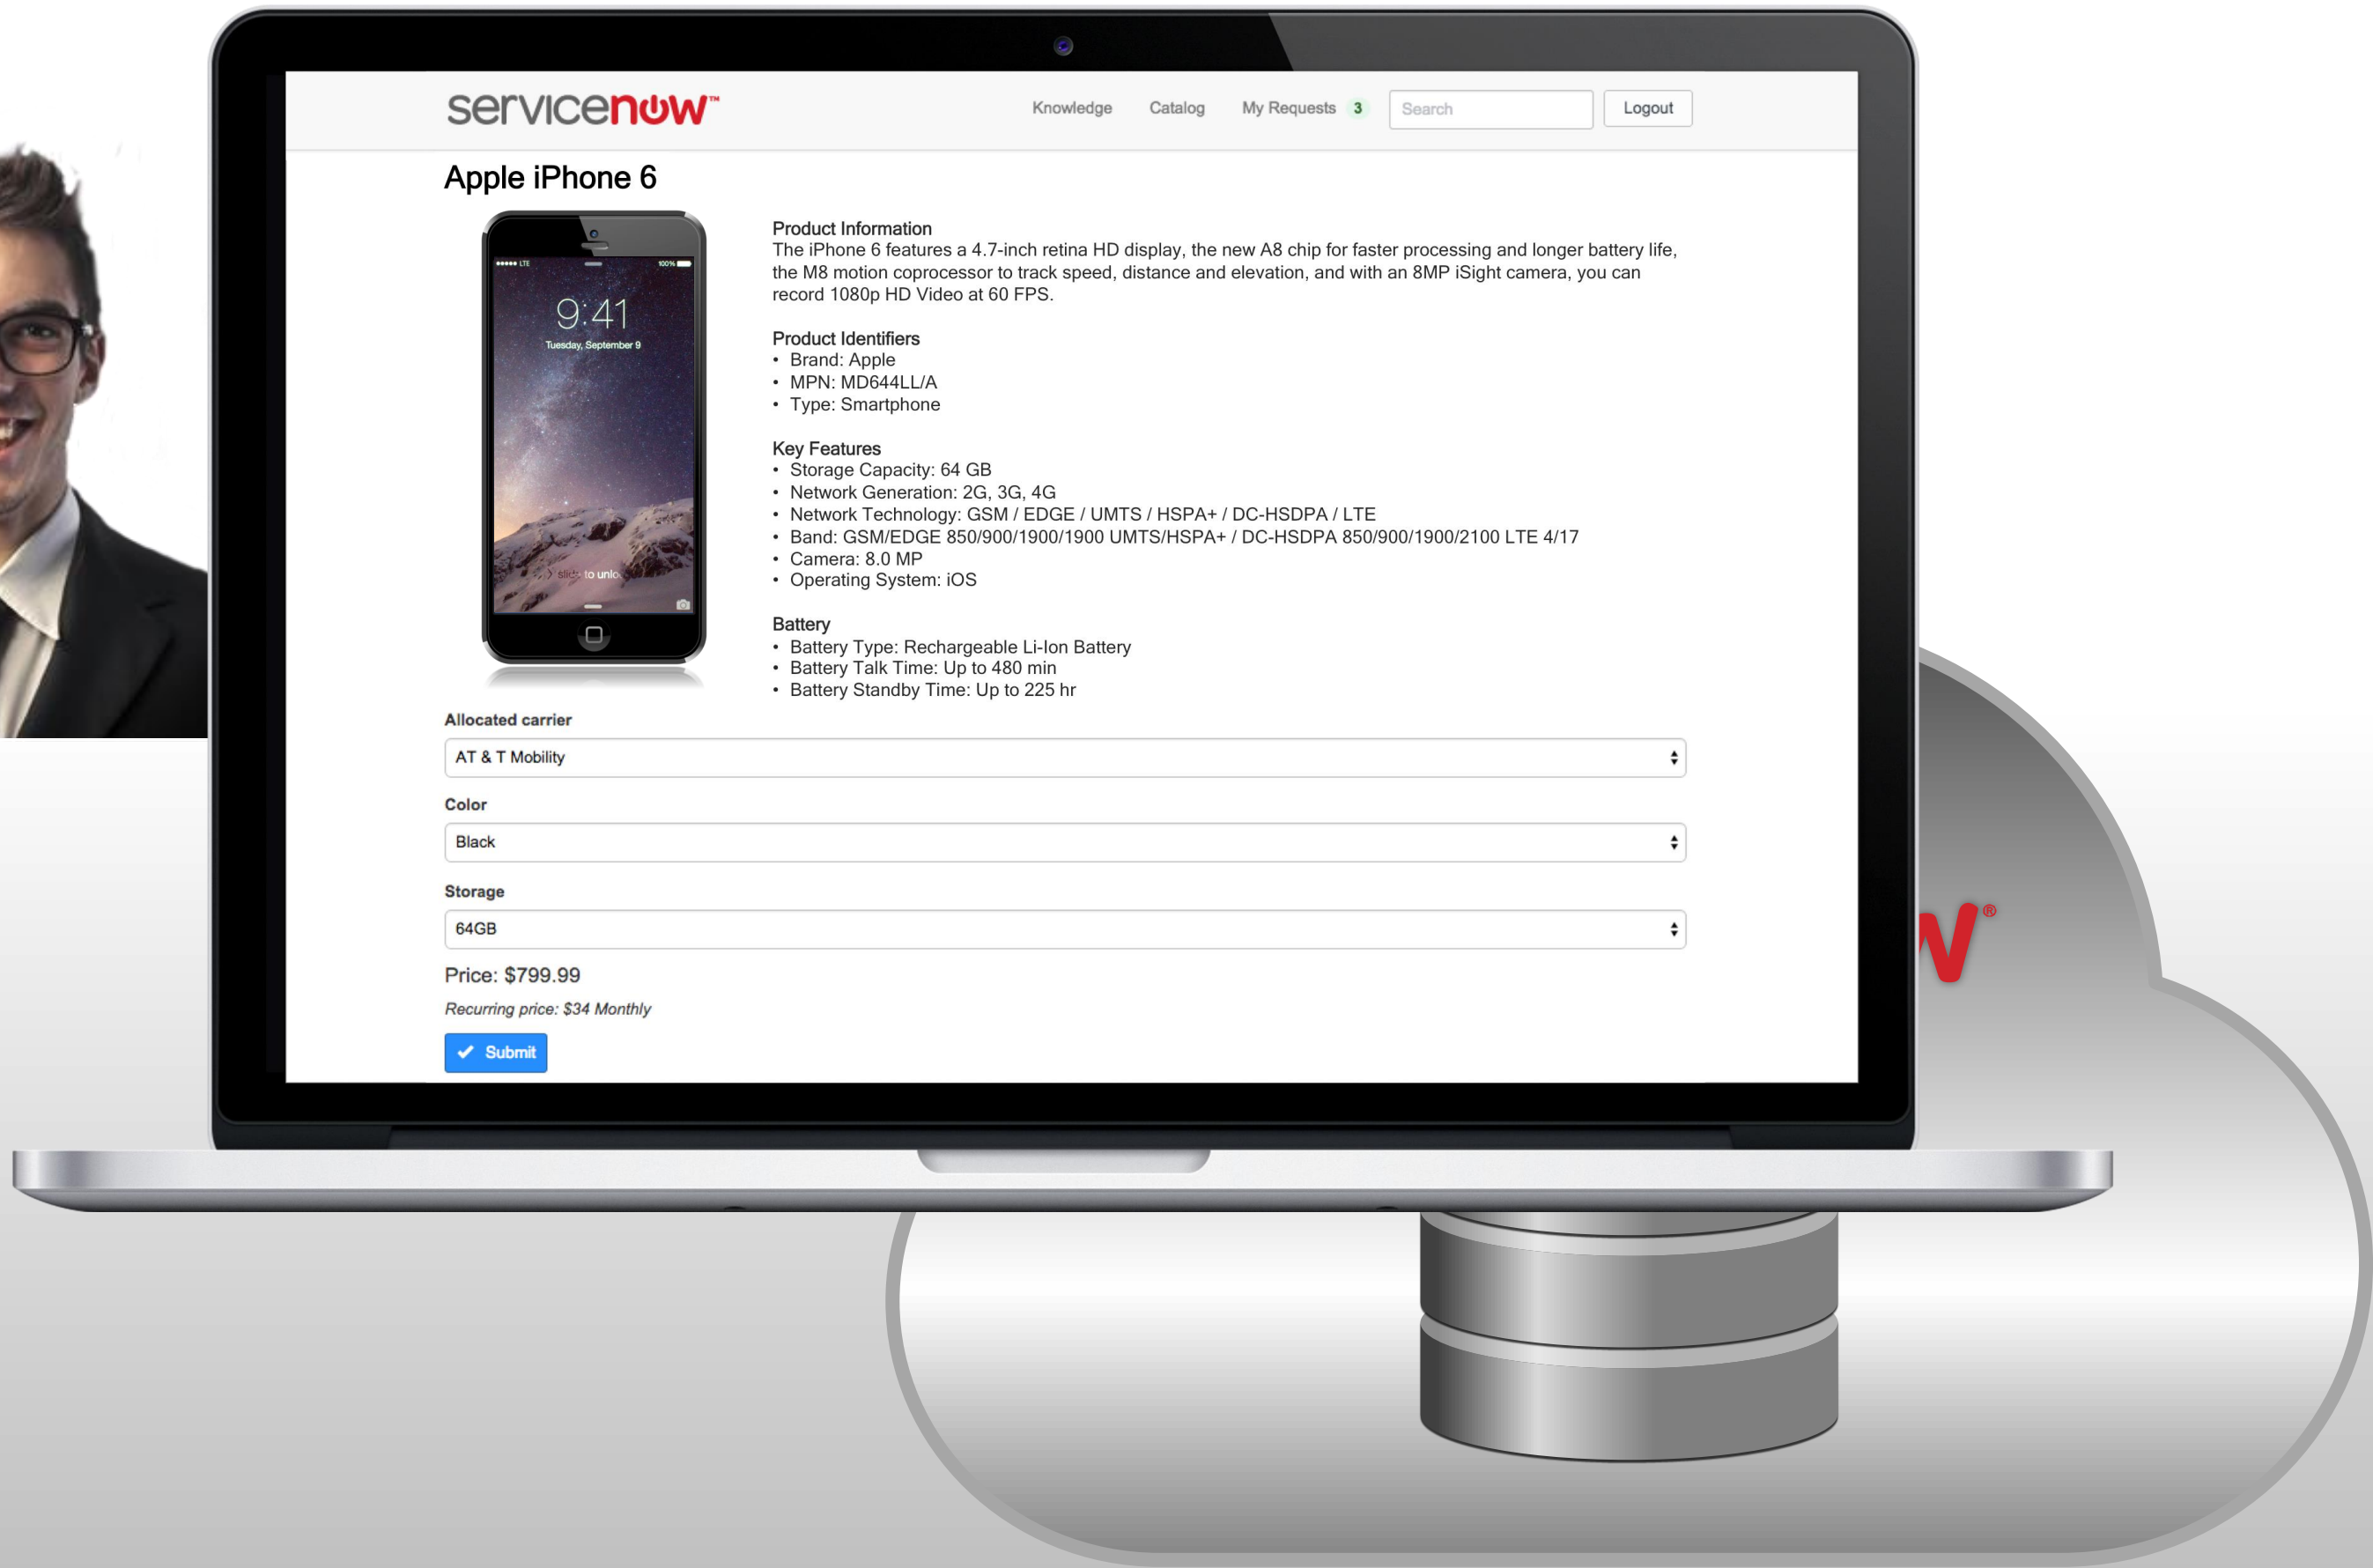 servicenow™
Knowledge Catalog My Requests 3 Search Logout
Apple iPhone 6
●●●●● LTE 100%
9:41
Tuesday, September 9
slide to unlo
Product Information
The iPhone 6 features a 4.7-inch retina HD display, the new A8 chip for faster processing and longer battery life,
the M8 motion coprocessor to track speed, distance and elevation, and with an 8MP iSight camera, you can
record 1080p HD Video at 60 FPS.
Product Identifiers
• Brand: Apple
• MPN: MD644LL/A
• Type: Smartphone
Key Features
• Storage Capacity: 64 GB
• Network Generation: 2G, 3G, 4G
• Network Technology: GSM / EDGE / UMTS / HSPA+ / DC-HSDPA / LTE
• Band: GSM/EDGE 850/900/1900/1900 UMTS/HSPA+ / DC-HSDPA 850/900/1900/2100 LTE 4/17
• Camera: 8.0 MP
• Operating System: iOS
Battery
• Battery Type: Rechargeable Li-Ion Battery
• Battery Talk Time: Up to 480 min
• Battery Standby Time: Up to 225 hr
Allocated carrier
AT & T Mobility
Color
Black
Storage
64GB
Price: $799.99
Recurring price: $34 Monthly
Submit
w®